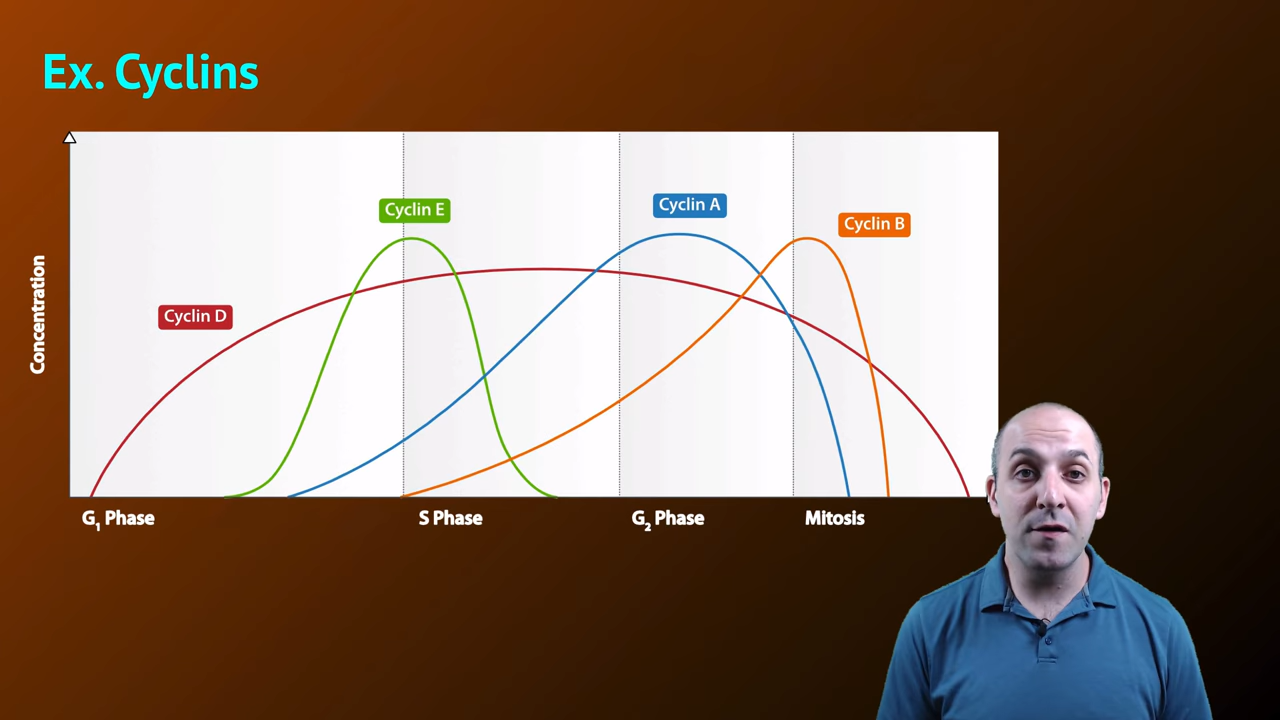 Ex. Cyclins
Cyclin E
Cyclin A
Cyclin B
Cyclin D
Concentration
G1 Phase
S Phase
G2 Phase
Mitosis